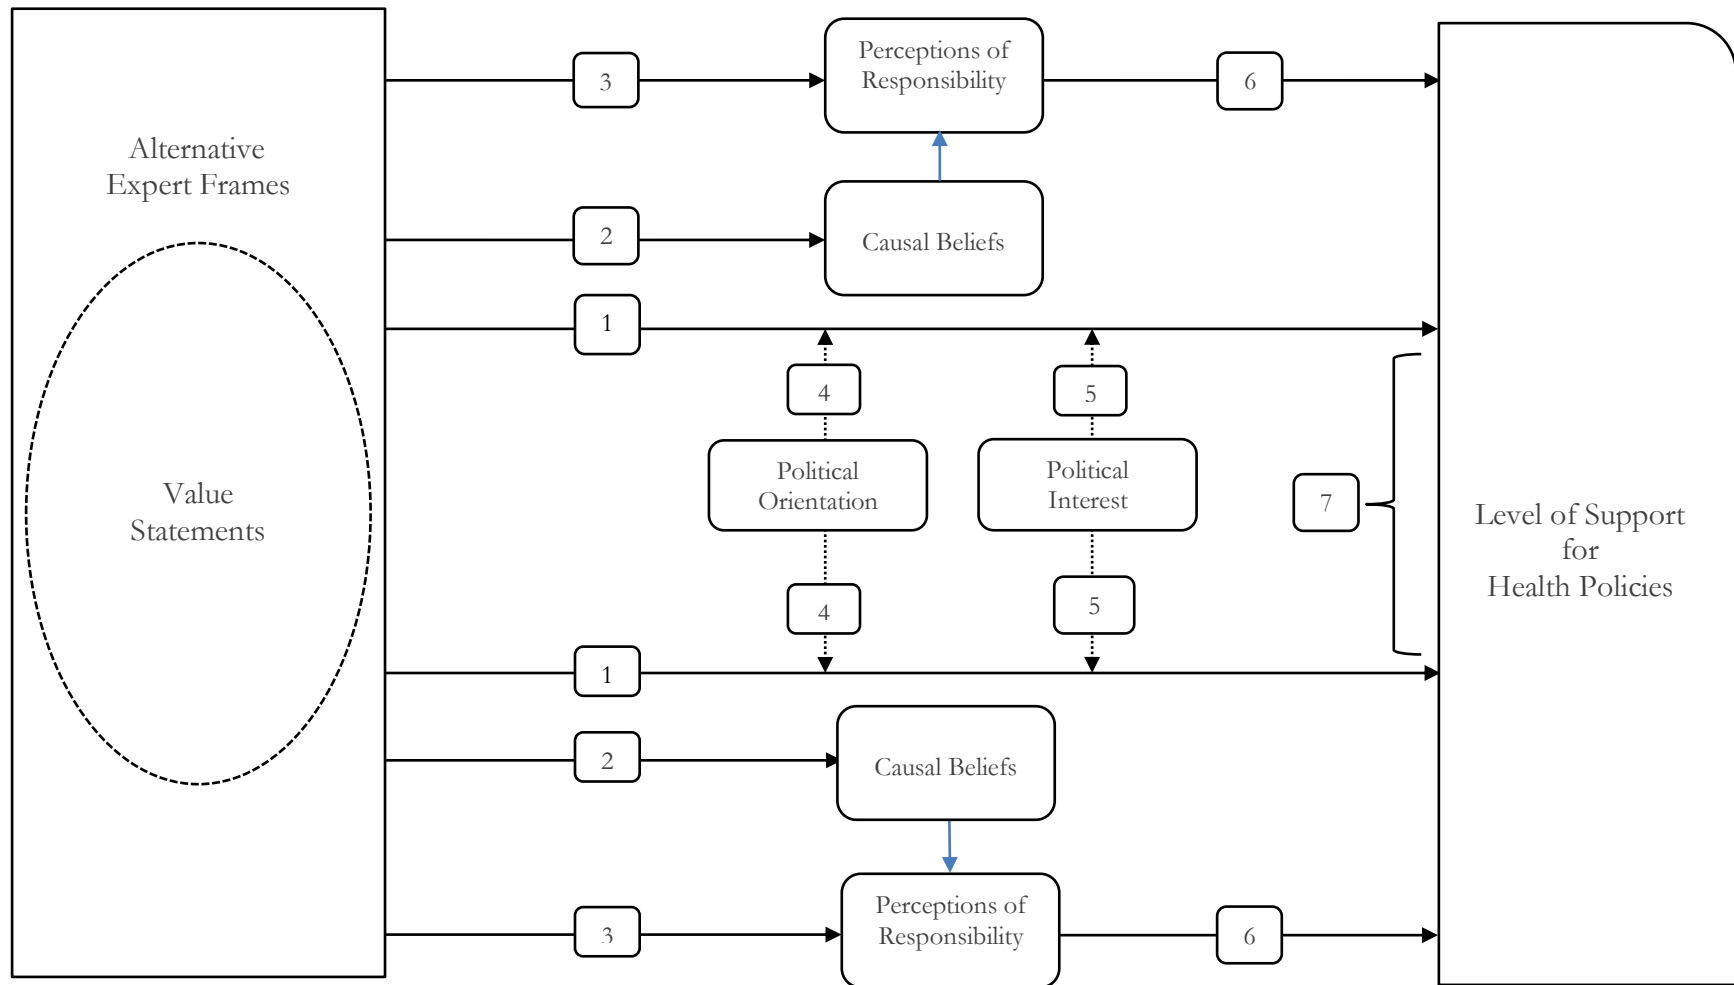 3
Perceptions of
Responsibility
6
Alternative
Expert Frames
2
Causal Beliefs
1
4
5
Political
Orientation
Political
Interest
7
Value
Statements
Level of Support
for
Health Policies
4
5
1
2
Causal Beliefs
3
Perceptions of
Responsibility
6